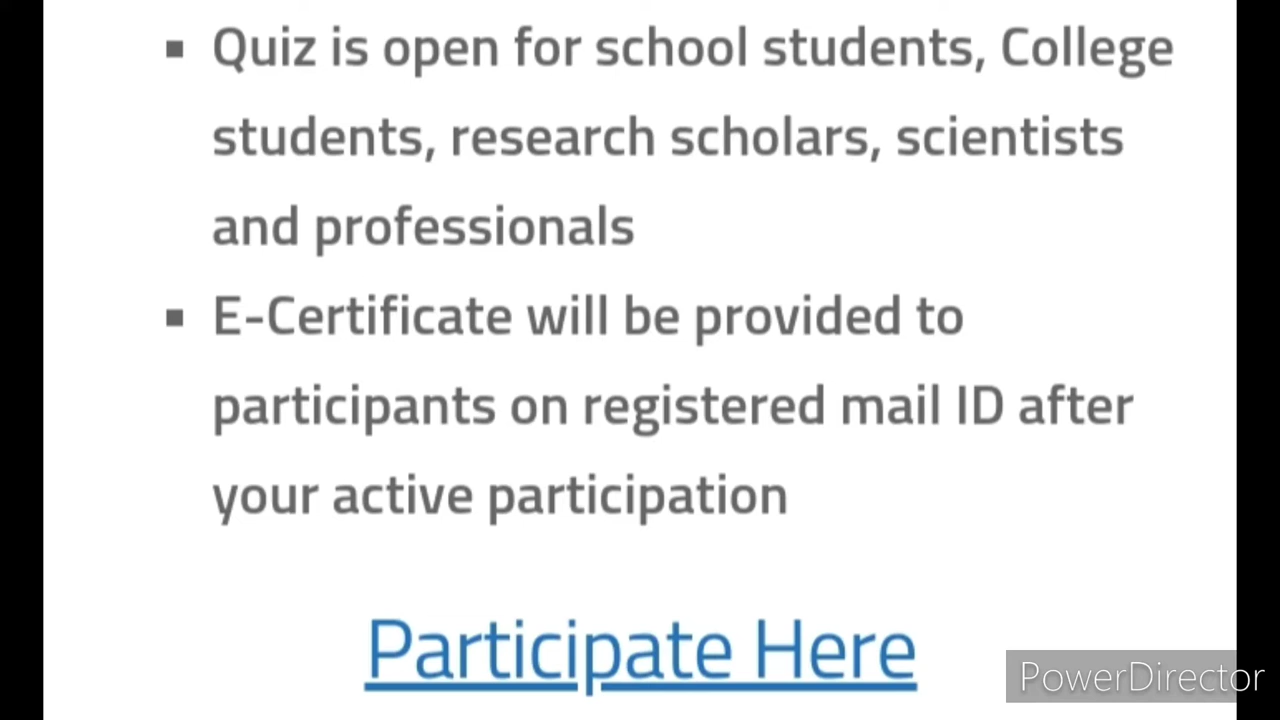 ▪ Quiz is open for school students, College
students, research scholars, scientists
and professionals
▪ E-Certificate will be provided to
participants on registered mail ID after
your active participation
Participate Here
PowerDirector